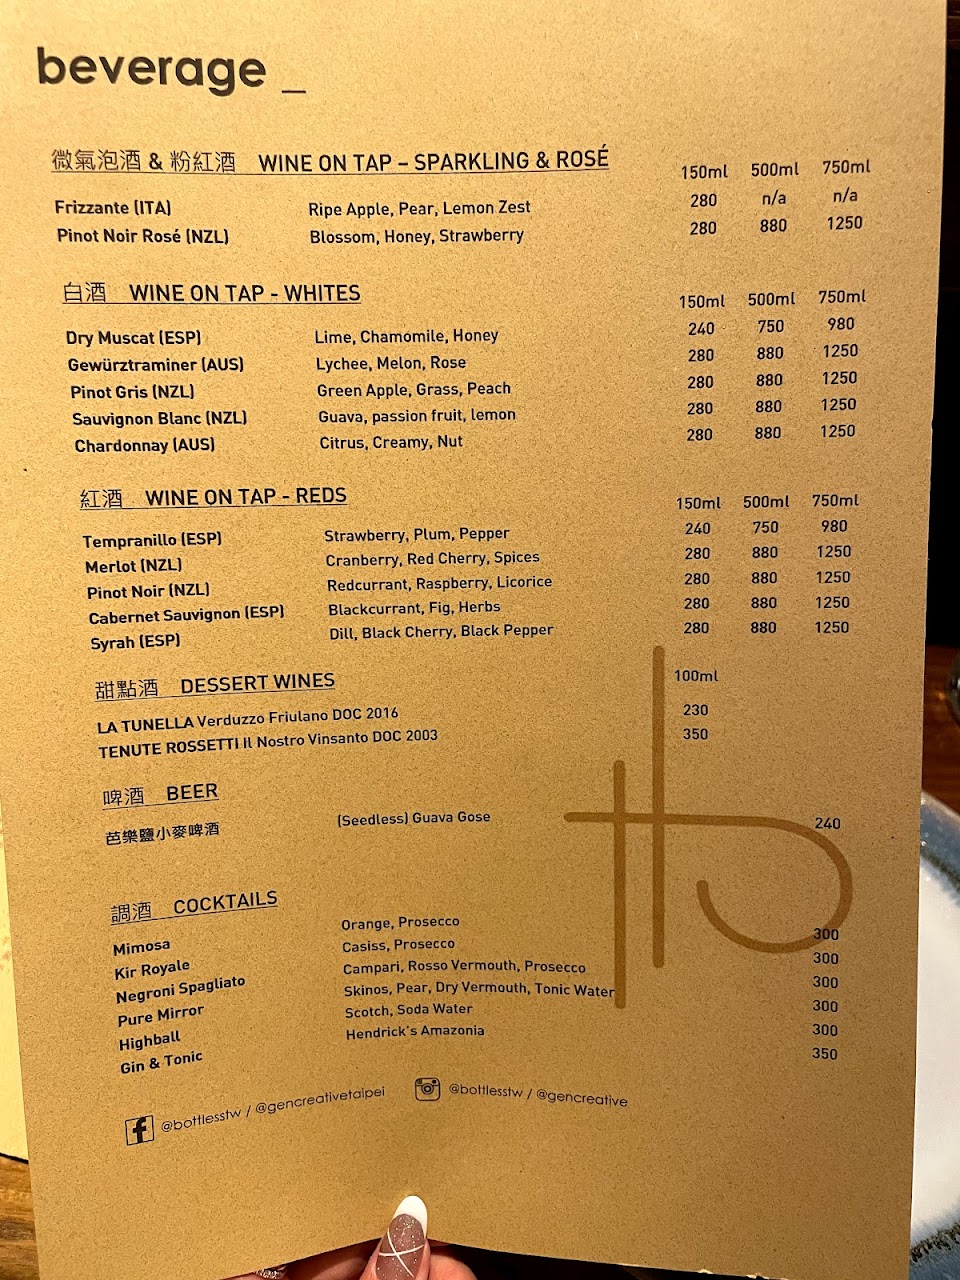 beverage _
微氣泡酒 & 粉紅酒 WINE ON TAP – SPARKLING & ROSÉ 150ml 500ml 750ml
Frizzante (ITA) Ripe Apple, Pear, Lemon Zest 280 n/a n/a
Pinot Noir Rosé (NZL) Blossom, Honey, Strawberry 280 880 1250
白酒 WINE ON TAP - WHITES 150ml 500ml 750ml
Dry Muscat (ESP) Lime, Chamomile, Honey 240 750 980
Gewürztraminer (AUS) Lychee, Melon, Rose 280 880 1250
Pinot Gris (NZL) Green Apple, Grass, Peach 280 880 1250
Sauvignon Blanc (NZL) Guava, passion fruit, lemon 280 880 1250
Chardonnay (AUS) Citrus, Creamy, Nut 280 880 1250
紅酒 WINE ON TAP - REDS 150ml 500ml 750ml
Tempranillo (ESP) Strawberry, Plum, Pepper 240 750 980
Merlot (NZL) Cranberry, Red Cherry, Spices 280 880 1250
Pinot Noir (NZL) Redcurrant, Raspberry, Licorice 280 880 1250
Cabernet Sauvignon (ESP) Blackcurrant, Fig, Herbs 280 880 1250
Syrah (ESP) Dill, Black Cherry, Black Pepper 280 880 1250
甜點酒 DESSERT WINES 100ml
LA TUNELLA Verduzzo Friulano DOC 2016 230
TENUTE ROSSETTI Il Nostro Vinsanto DOC 2003 350
啤酒 BEER
芭樂鹽小麥啤酒 (Seedless) Guava Gose 240
調酒 COCKTAILS
Mimosa Orange, Prosecco 300
Kir Royale Casiss, Prosecco 300
Negroni Spagliato Campari, Rosso Vermouth, Prosecco 300
Pure Mirror Skinos, Pear, Dry Vermouth, Tonic Water 300
Highball Scotch, Soda Water 300
Gin & Tonic Hendrick's Amazonia 350
@bottlesstw / @gencreativetaipei @bottlesstw / @gencreative